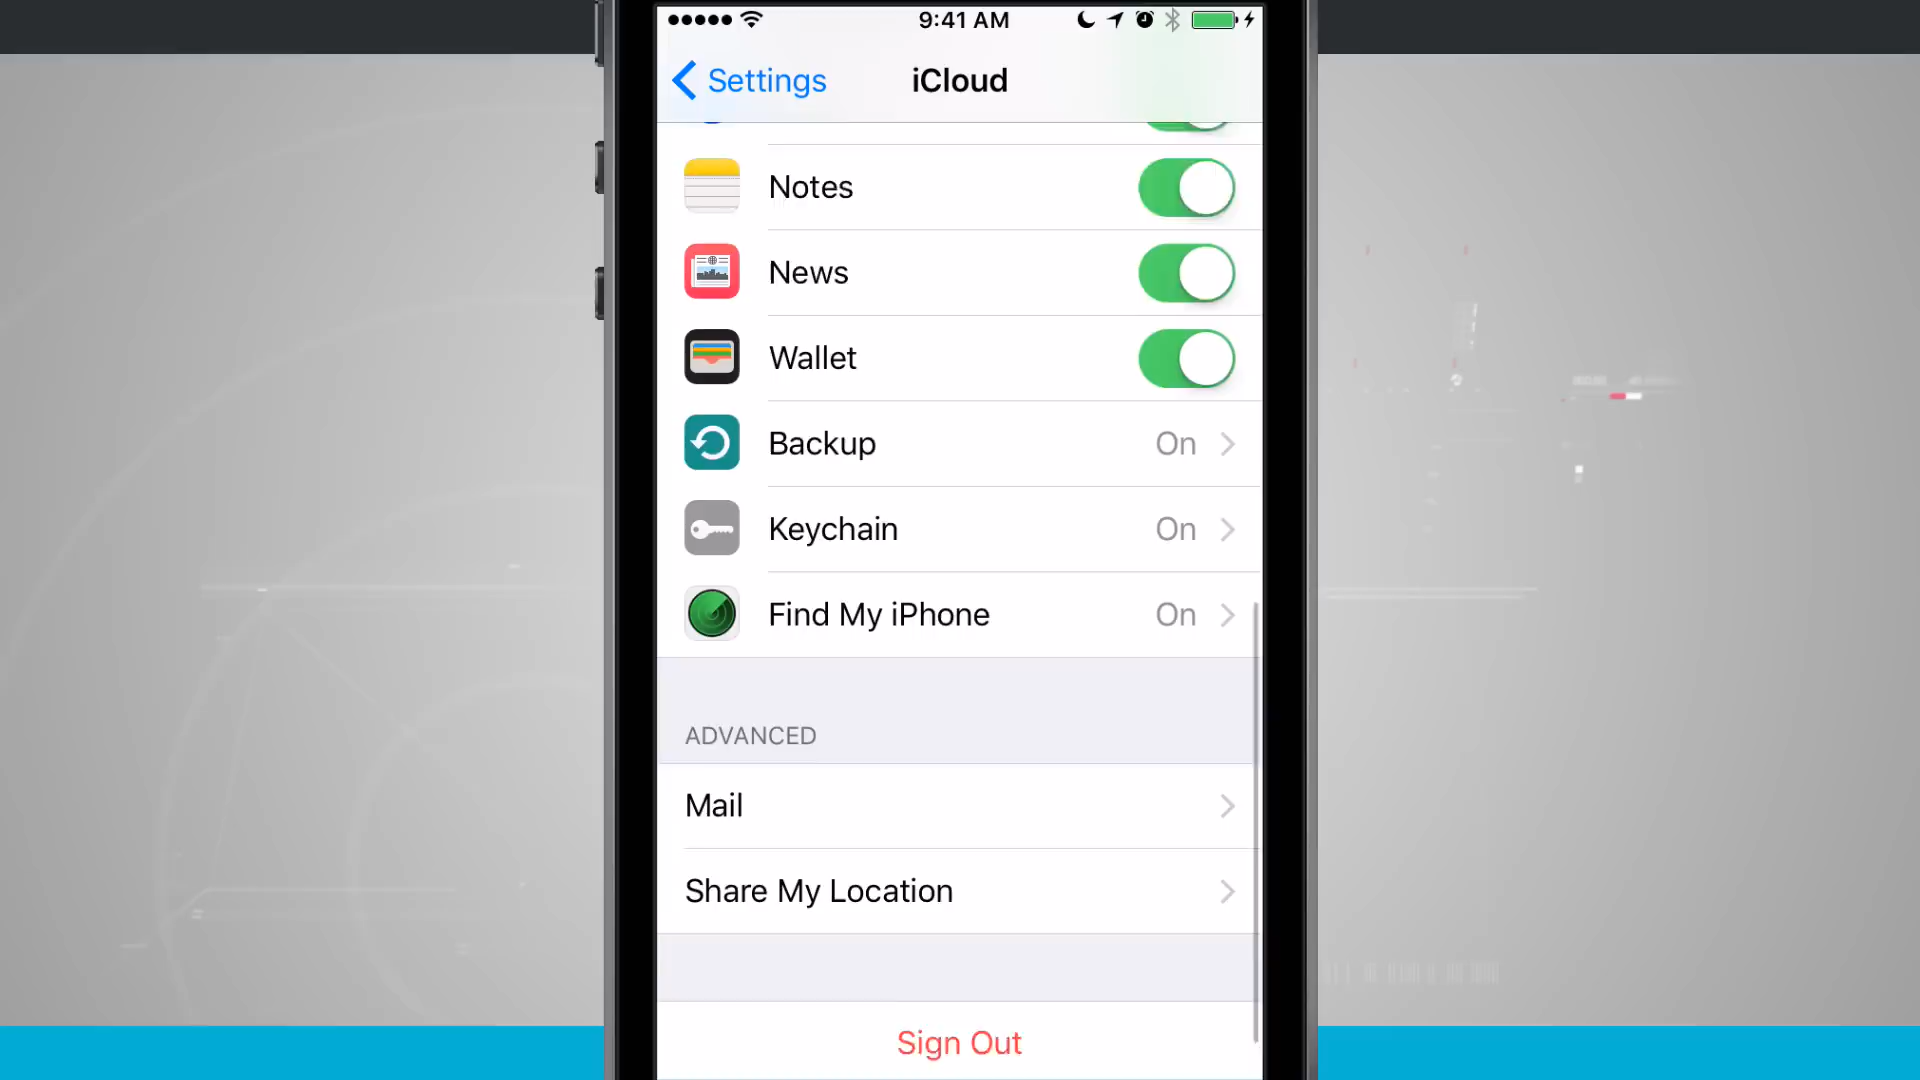 9:41 AM
Settings
iCloud
Notes
News
Wallet
Backup On
Keychain On
Find My iPhone On
ADVANCED
Mail
Share My Location
Sign Out